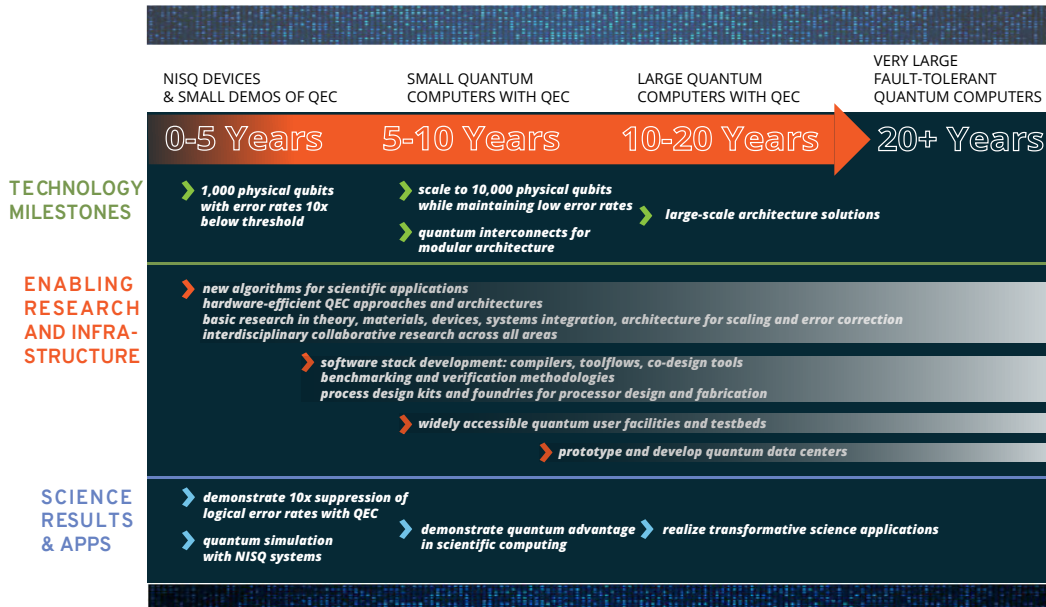 NISQ DEVICES
& SMALL DEMOS OF QEC
SMALL QUANTUM
COMPUTERS WITH QEC
LARGE QUANTUM
COMPUTERS WITH QEC
VERY LARGE
FAULT-TOLERANT
QUANTUM COMPUTERS
0-5 Years
5-10 Years
10-20 Years
20+ Years
TECHNOLOGY
MILESTONES
1,000 physical qubits
with error rates 10x
below threshold
scale to 10,000 physical qubits
while maintaining low error rates
quantum interconnects for
modular architecture
large-scale architecture solutions
ENABLING
RESEARCH
AND INFRA-
STRUCTURE
new algorithms for scientific applications
hardware-efficient QEC approaches and architectures
basic research in theory, materials, devices, systems integration, architecture for scaling and error correction
interdisciplinary collaborative research across all areas
software stack development: compilers, toolflows, co-design tools
benchmarking and verification methodologies
process design kits and foundries for processor design and fabrication
widely accessible quantum user facilities and testbeds
prototype and develop quantum data centers
SCIENCE
RESULTS
& APPS
demonstrate 10x suppression of
logical error rates with QEC
quantum simulation
with NISQ systems
demonstrate quantum advantage
in scientific computing
realize transformative science applications